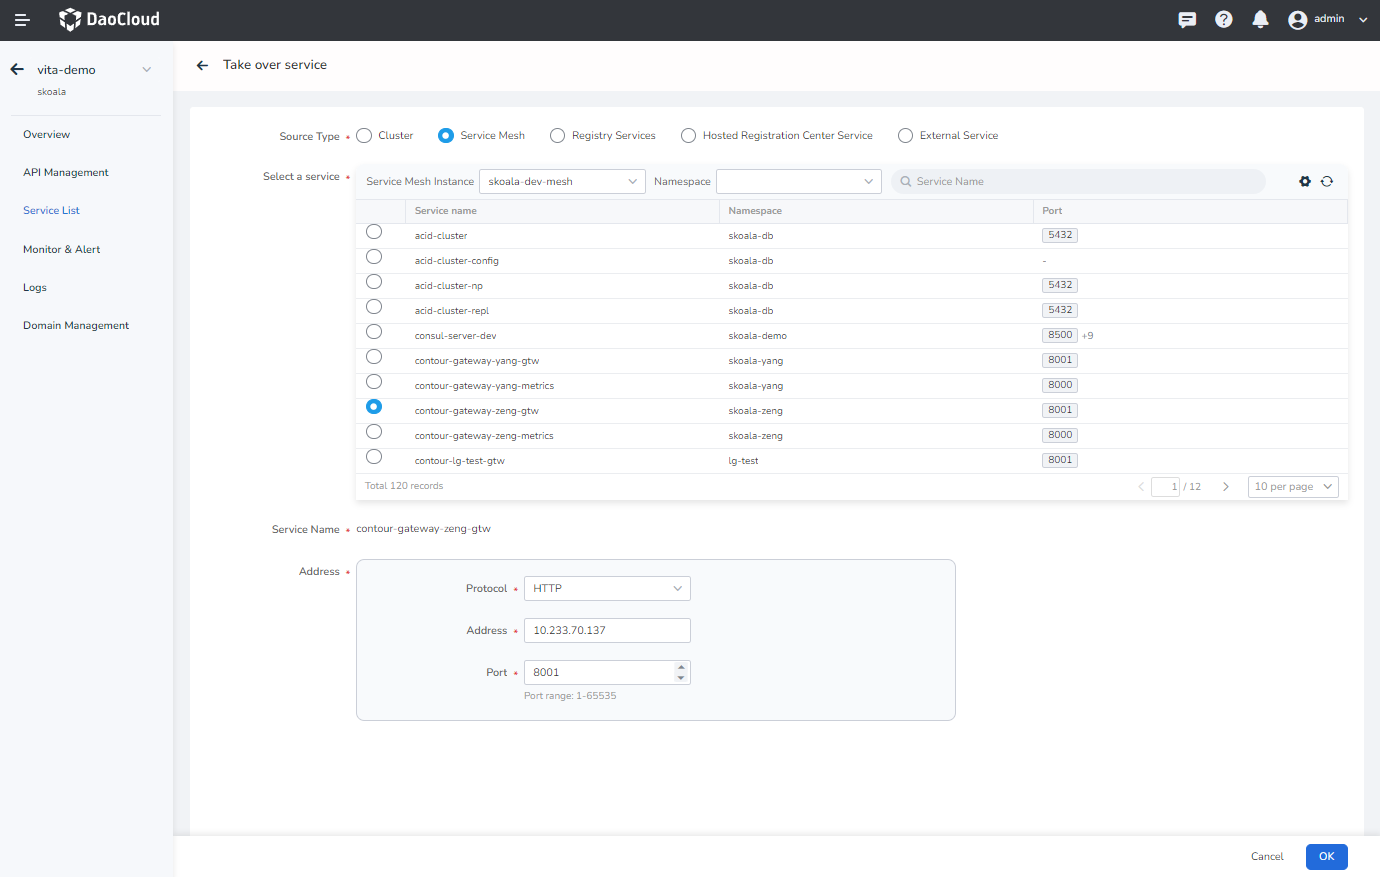 DaoCloud
admin
vita-demo
skoala
Overview
API Management
Service List
Monitor & Alert
Logs
Domain Management
Take over service
Source Type * Cluster Service Mesh Registry Services Hosted Registration Center Service External Service
Select a service * Service Mesh Instance skoala-dev-mesh Namespace Service Name
Service name Namespace Port
acid-cluster skoala-db 5432
acid-cluster-config skoala-db -
acid-cluster-np skoala-db 5432
acid-cluster-repl skoala-db 5432
consul-server-dev skoala-demo 8500 +9
contour-gateway-yang-gtw skoala-yang 8001
contour-gateway-yang-metrics skoala-yang 8000
contour-gateway-zeng-gtw skoala-zeng 8001
contour-gateway-zeng-metrics skoala-zeng 8000
contour-lg-test-gtw lg-test 8001
Total 120 records 1 / 12 10 per page
Service Name * contour-gateway-zeng-gtw
Address *
Protocol * HTTP
Address * 10.233.70.137
Port * 8001
Port range: 1-65535
Cancel OK